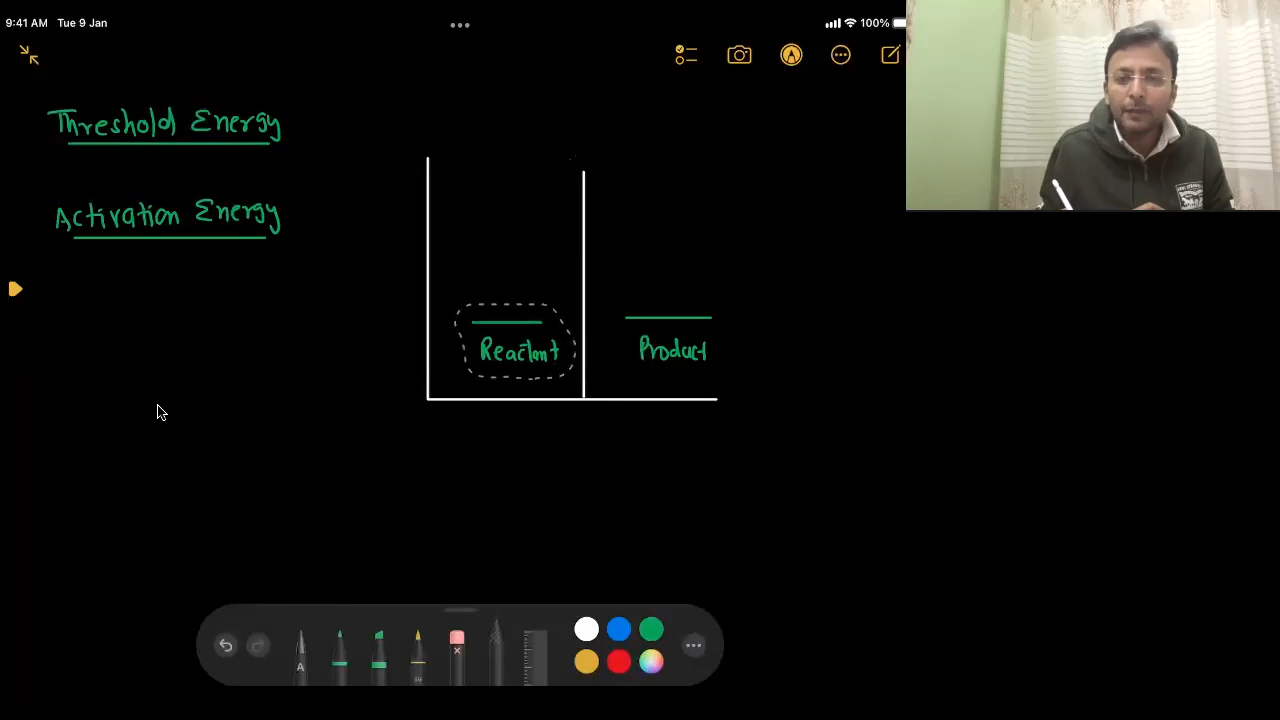 9:41 AM Tue 9 Jan
100%
Threshold Energy
Activation Energy
Reactant
Product
A